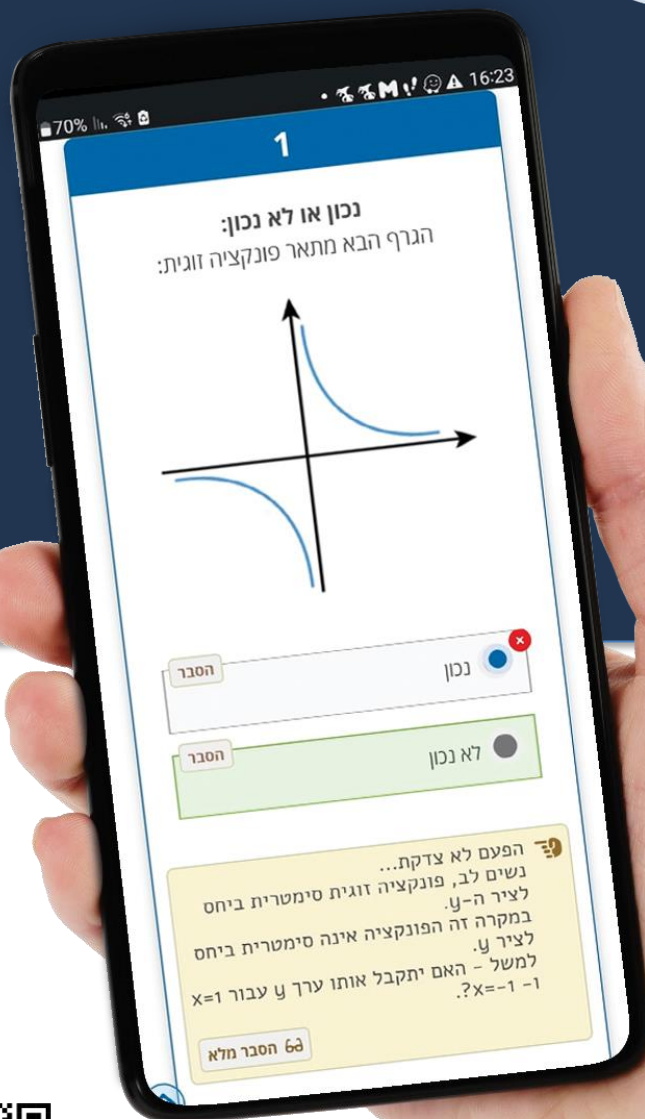 70%
16:23
1
נכון או לא נכון:
הגרף הבא מתאר פונקציה זוגית:
נכון
הסבר
לא נכון
הסבר
הפעם לא צדקת...
נשים לב, פונקציה זוגית סימטרית ביחס
לציר ה-y.
במקרה זה הפונקציה אינה סימטרית ביחס
לציר y.
למשל - האם יתקבל אותו ערך y עבור x=1
ו- x=-1?.
הסבר מלא